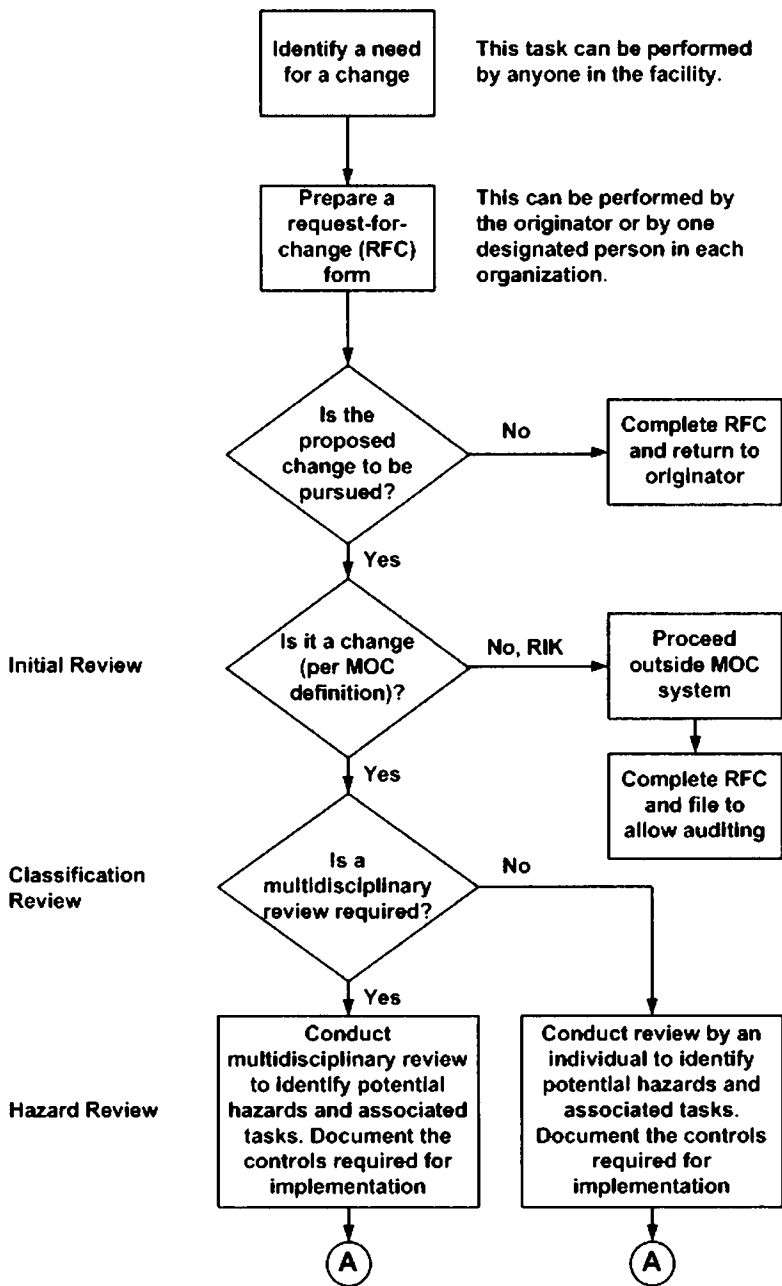 Identify a need
for a change
This task can be performed
by anyone in the facility.
Prepare a
request-for-
change (RFC)
form
This can be performed by
the originator or by one
designated person in each
organization.
Is the
proposed
change to be
pursued?
No
Complete RFC
and return to
originator
Yes
Initial Review
Is it a change
(per MOC
definition)?
No, RIK
Proceed
outside MOC
system
Complete RFC
and file to
allow auditing
Yes
Classification
Review
Is a
multidisciplinary
review required?
No
Yes
Hazard Review
Conduct
multidisciplinary review
to identify potential
hazards and associated
tasks. Document the
controls required for
implementation
Conduct review by an
individual to identify
potential hazards and
associated tasks.
Document the controls
required for
implementation
A
A